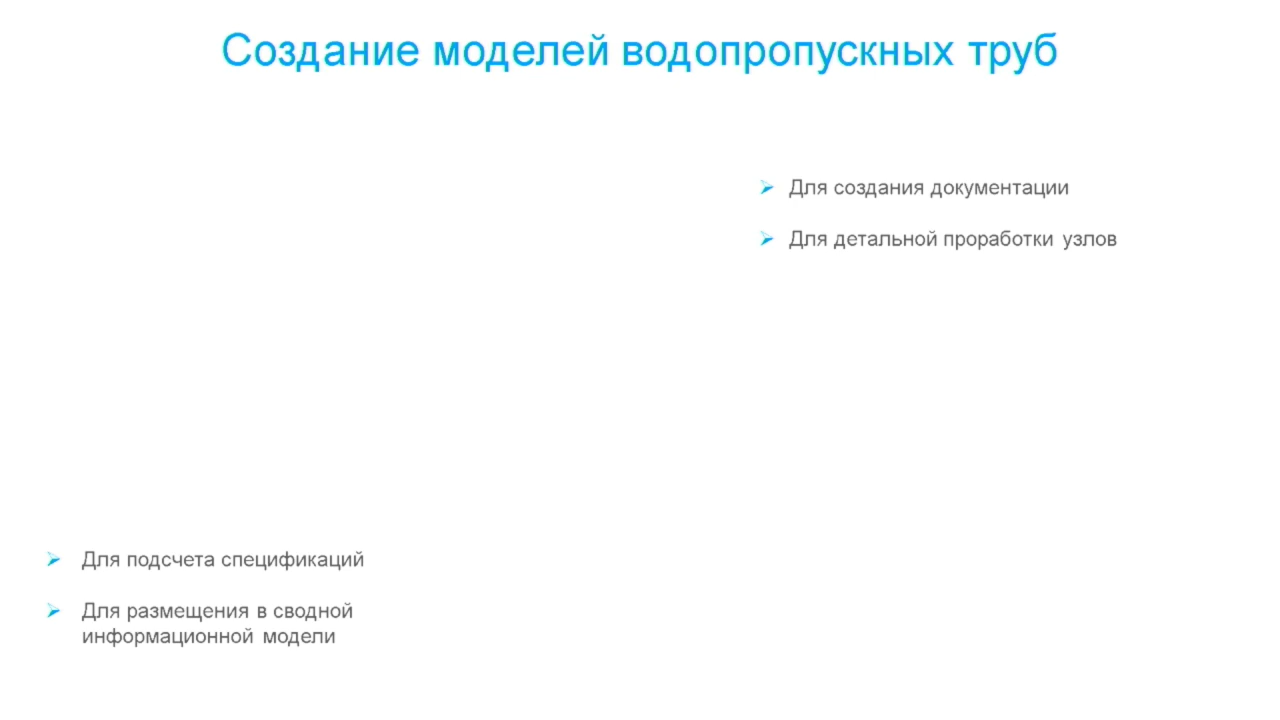 Создание моделей водопропускных труб
Для создания документации
Для детальной проработки узлов
Для подсчета спецификаций
Для размещения в сводной
информационной модели